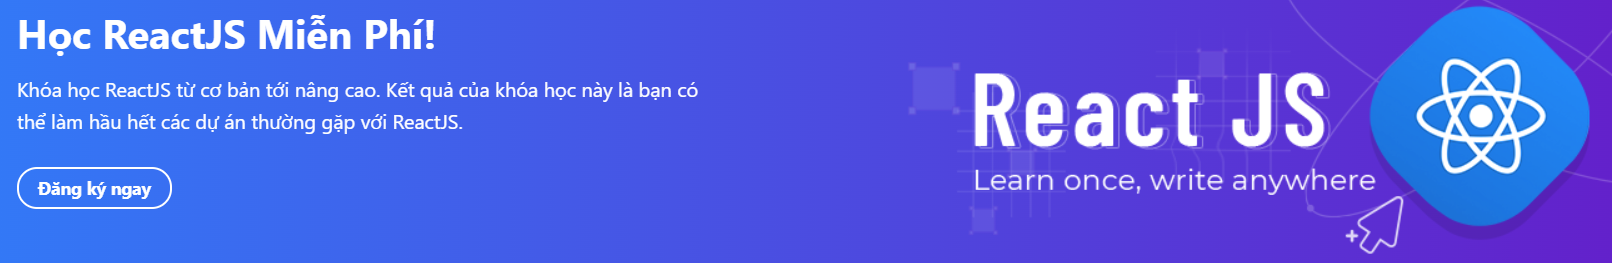 Học ReactJS Miễn Phí!
Khóa học ReactJS từ cơ bản tới nâng cao. Kết quả của khóa học này là bạn có
thể làm hầu hết các dự án thường gặp với ReactJS.
Đăng ký ngay
React JS
Learn once, write anywhere